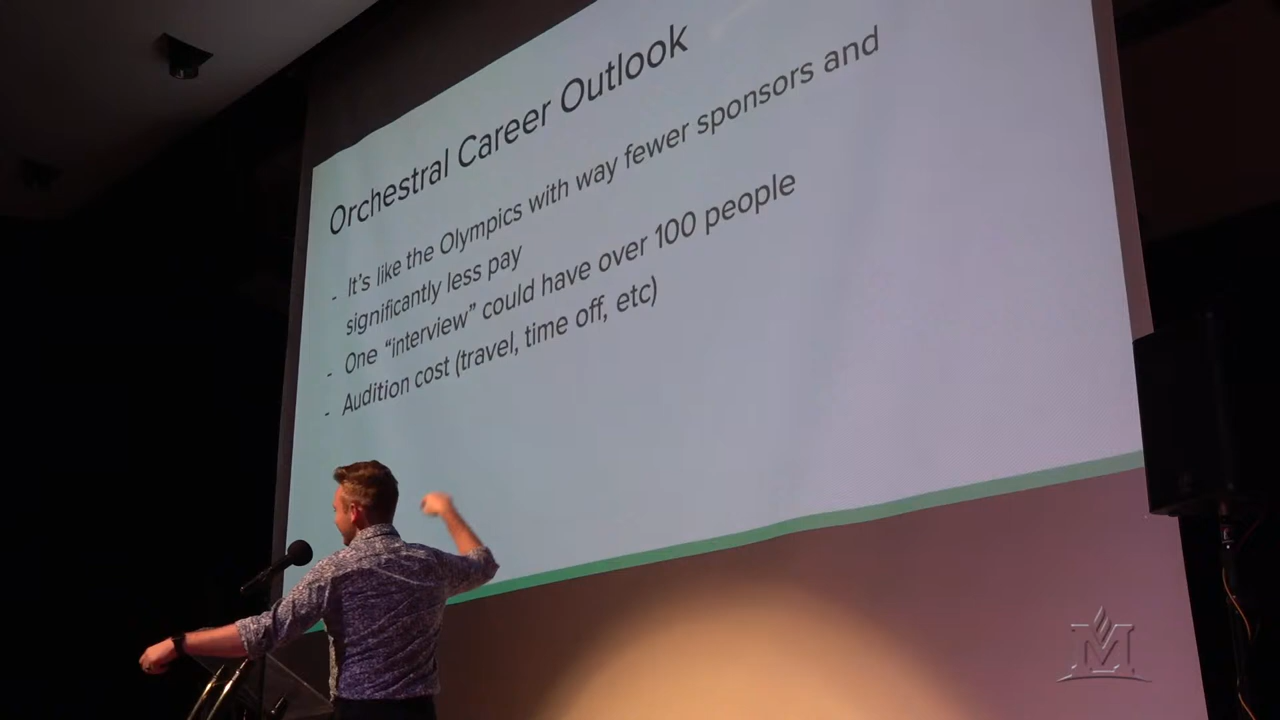 Orchestral Career Outlook
- It's like the Olympics with way fewer sponsors and
significantly less pay
- One “interview” could have over 100 people
- Audition cost (travel, time off, etc)
M